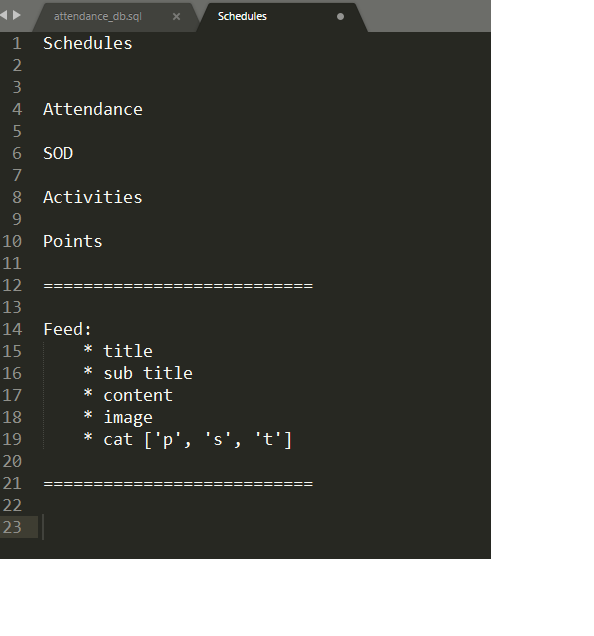 attendance_db.sql × Schedules
1 Schedules
2
3
4 Attendance
5
6 SOD
7
8 Activities
9
10 Points
11
12 ===========================
13
14 Feed:
15 * title
16 * sub title
17 * content
18 * image
19 * cat ['p', 's', 't']
20
21 ===========================
22
23